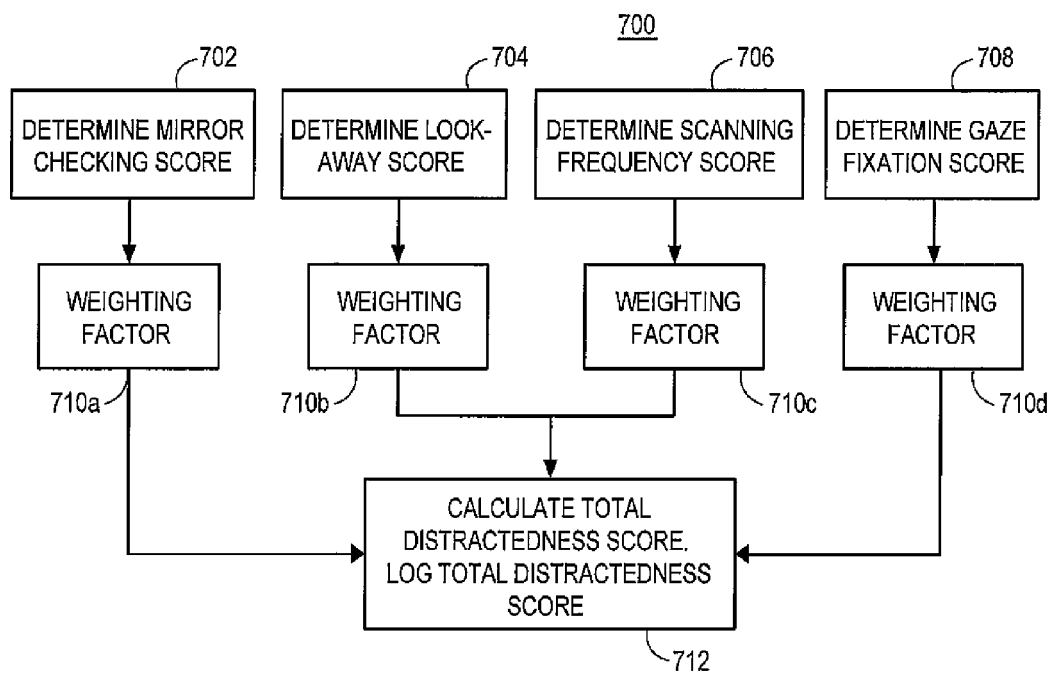 700
702
704
706
708
DETERMINE MIRROR
CHECKING SCORE
DETERMINE LOOK-
AWAY SCORE
DETERMINE SCANNING
FREQUENCY SCORE
DETERMINE GAZE
FIXATION SCORE
WEIGHTING
FACTOR
WEIGHTING
FACTOR
WEIGHTING
FACTOR
WEIGHTING
FACTOR
710a
710b
710c
710d
CALCULATE TOTAL
DISTRACTEDNESS SCORE.
LOG TOTAL DISTRACTEDNESS
SCORE
712